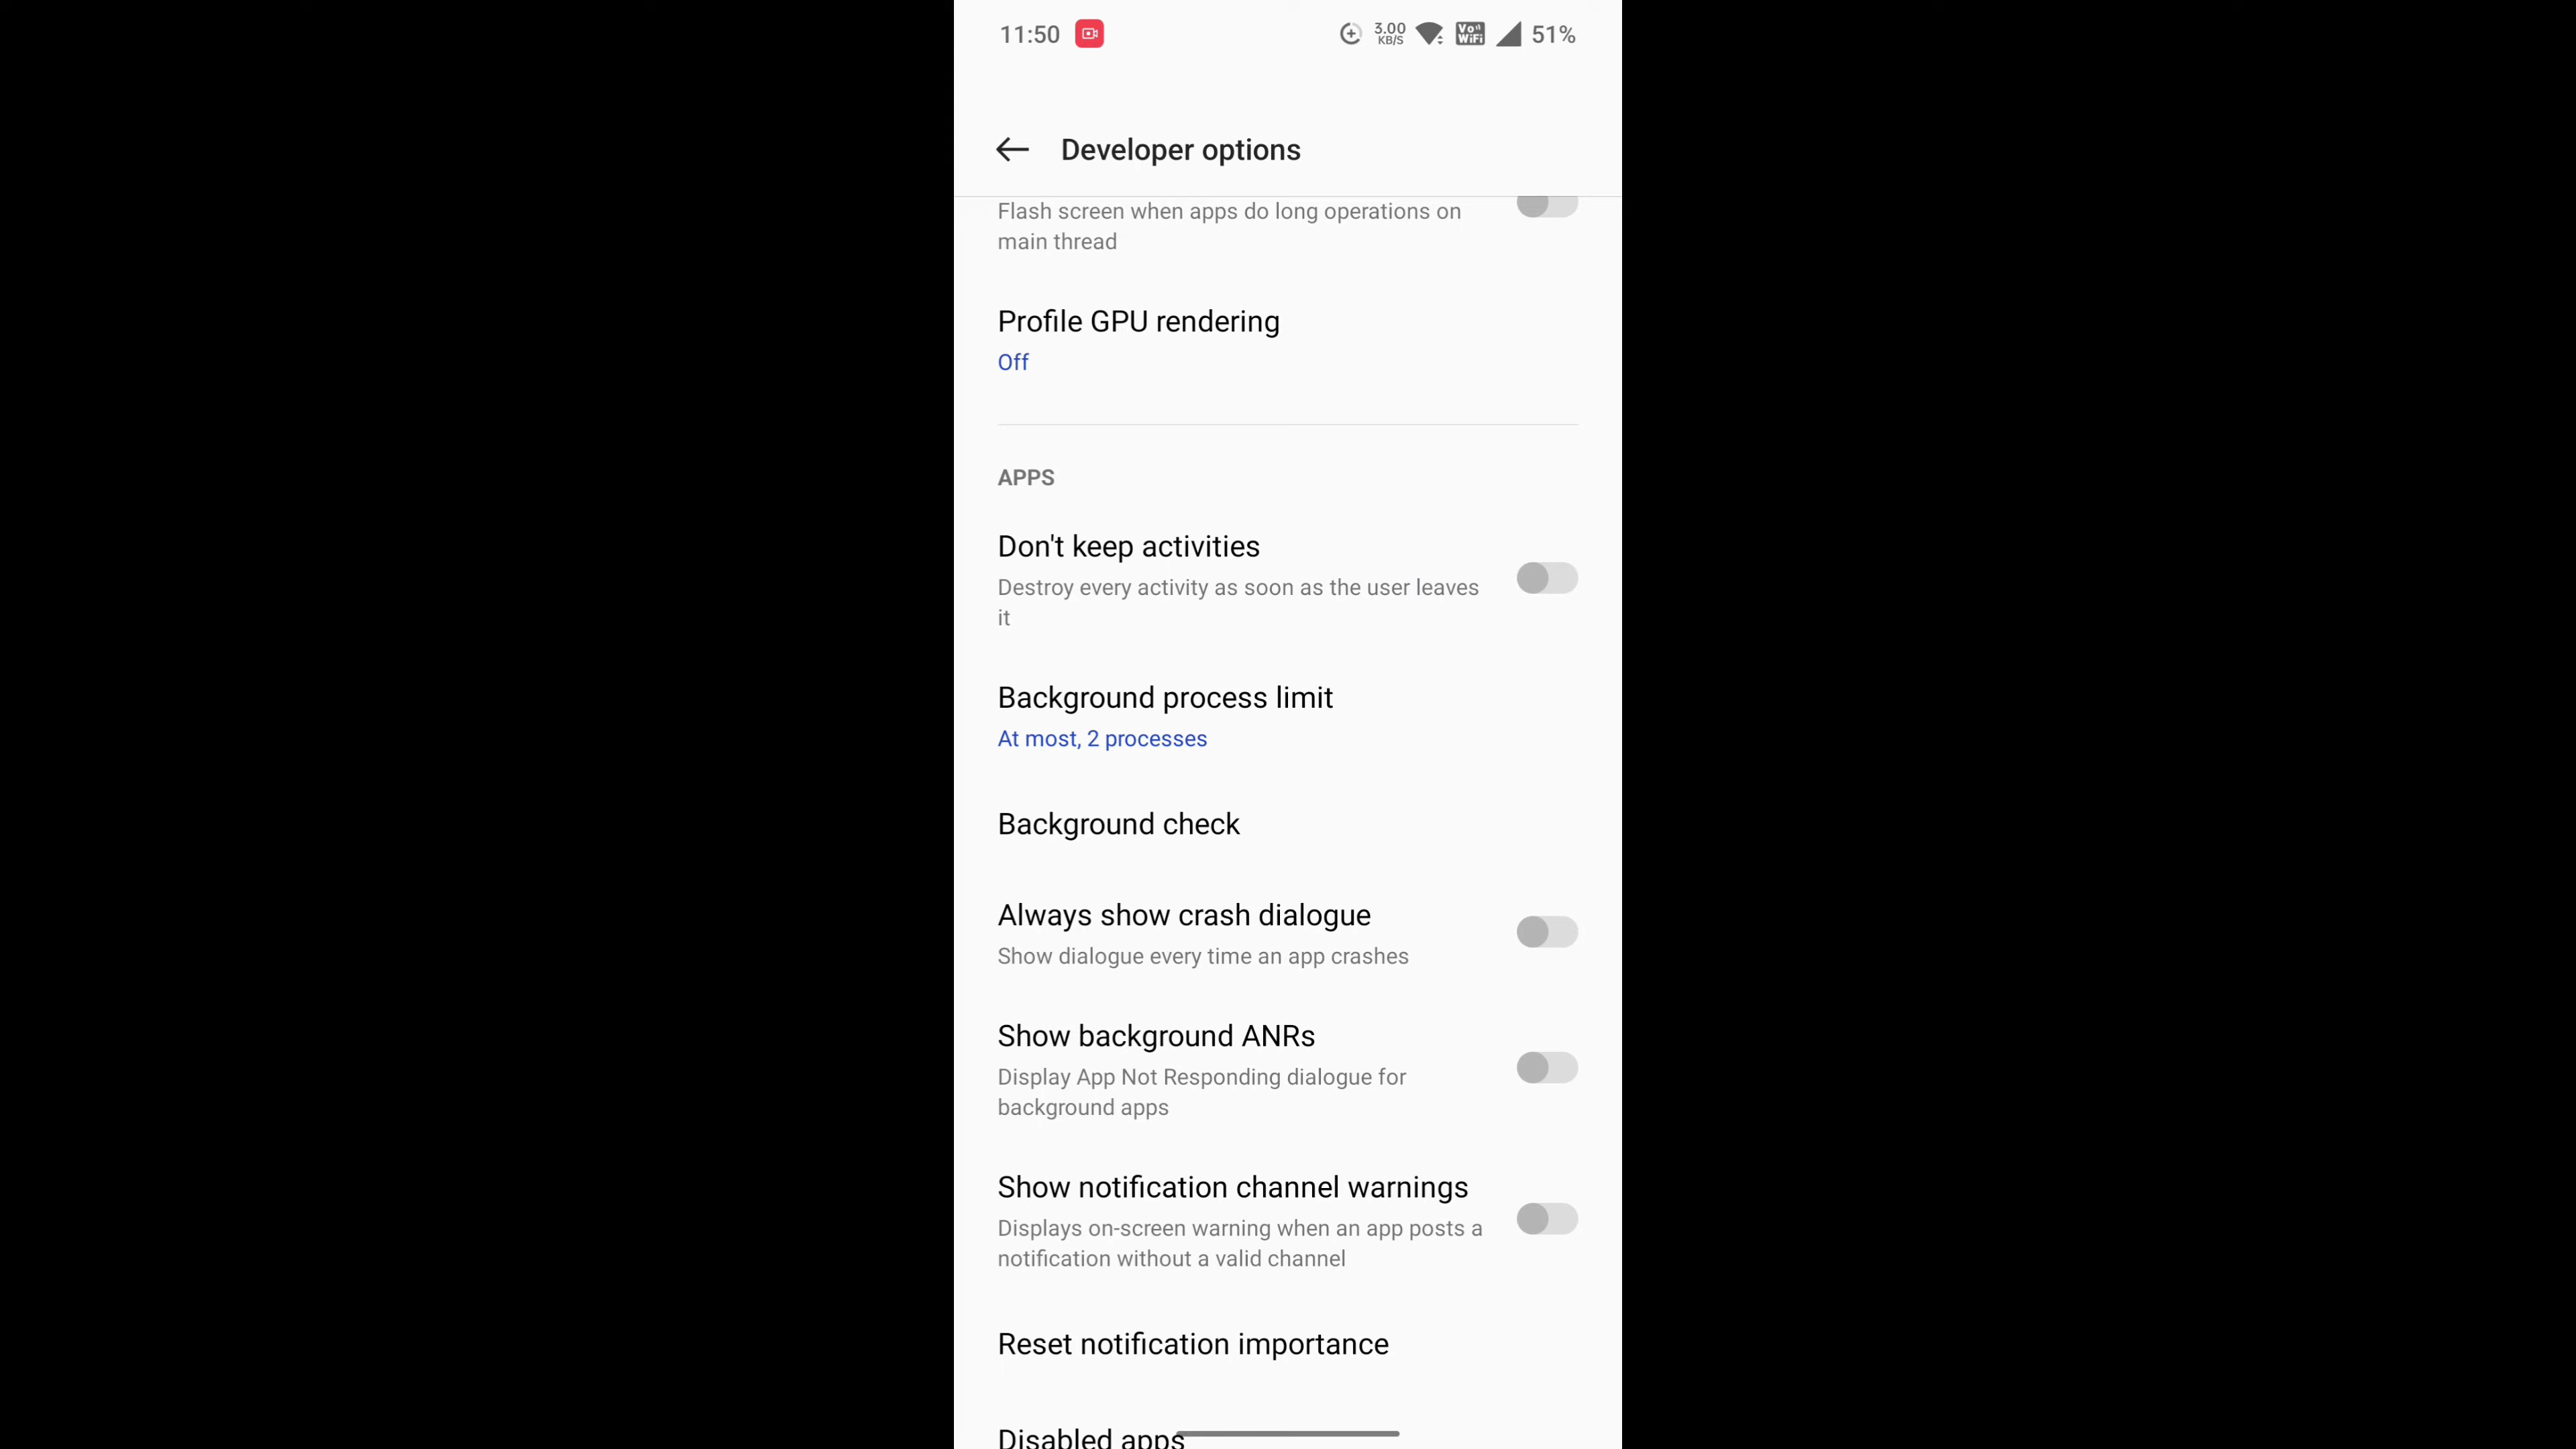 11:50
3.00
KB/S
Vo
WiFi
51%
Developer options
Flash screen when apps do long operations on
main thread
Profile GPU rendering
Off
APPS
Don't keep activities
Destroy every activity as soon as the user leaves
it
Background process limit
At most, 2 processes
Background check
Always show crash dialogue
Show dialogue every time an app crashes
Show background ANRs
Display App Not Responding dialogue for
background apps
Show notification channel warnings
Displays on-screen warning when an app posts a
notification without a valid channel
Reset notification importance
Disabled apps